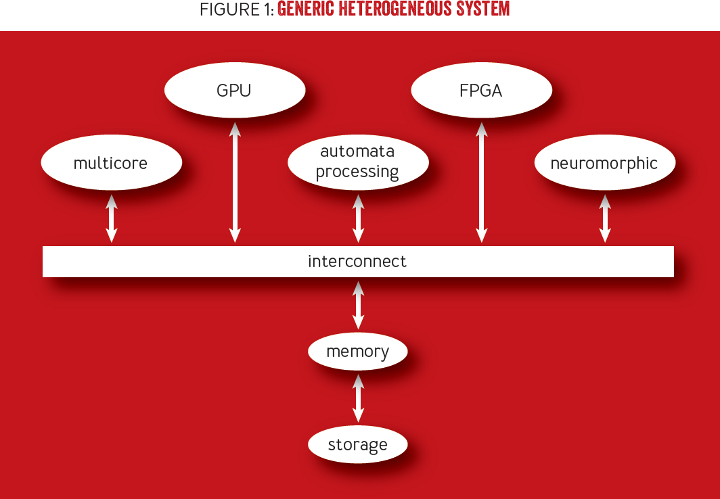 FIGURE 1: GENERIC HETEROGENEOUS SYSTEM
GPU
FPGA
multicore
automata
processing
neuromorphic
interconnect
memory
storage